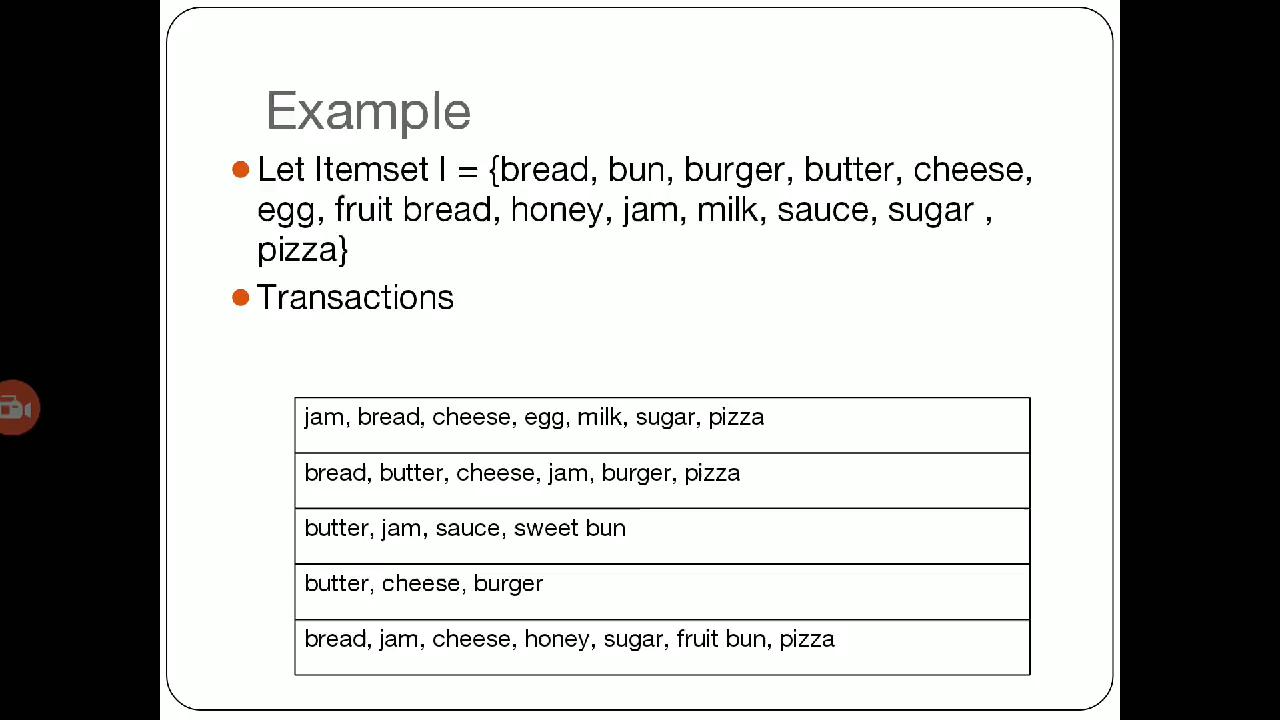 Example
Let Itemset I = {bread, bun, burger, butter, cheese,
egg, fruit bread, honey, jam, milk, sauce, sugar ,
pizza}
Transactions
jam, bread, cheese, egg, milk, sugar, pizza
bread, butter, cheese, jam, burger, pizza
butter, jam, sauce, sweet bun
butter, cheese, burger
bread, jam, cheese, honey, sugar, fruit bun, pizza